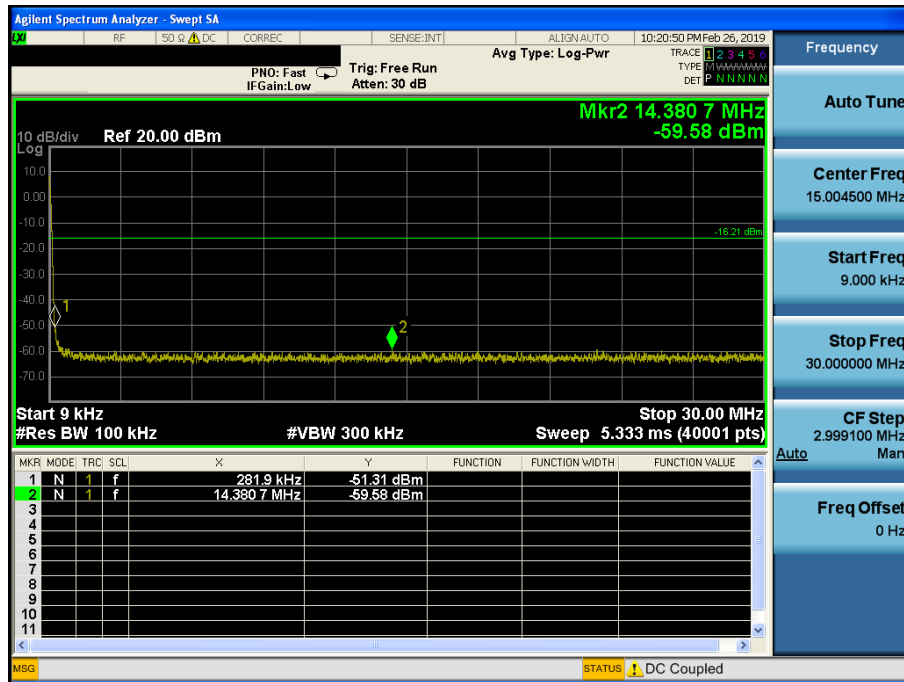 Agilent Spectrum Analyzer - Swept SA
LXI RF 50 Ω DC CORREC SENSE:INT ALIGN AUTO 10:20:50 PM Feb 26, 2019
Frequency
Avg Type: Log-Pwr
TRACE 1 2 3 4 5 6
PNO: Fast Trig: Free Run
TYPE M WWWWW
IFGain:Low Atten: 30 dB
DET P N N N N N
Auto Tune
Mkr2 14.380 7 MHz
-59.58 dBm
10 dB/div Ref 20.00 dBm
Log
10.0
0.00
-10.0
-16.21 dBm
-20.0
-30.0
-40.0
-50.0
-60.0
-70.0
1
2
Center Freq
15.004500 MHz
Start Freq
9.000 kHz
Stop Freq
30.000000 MHz
Start 9 kHz Stop 30.00 MHz
#Res BW 100 kHz #VBW 300 kHz Sweep 5.333 ms (40001 pts)
CF Step
2.999100 MHz
Auto Man
MKR MODE TRC SCL X Y FUNCTION FUNCTION WIDTH FUNCTION VALUE
1 N 1 f 281.9 kHz -51.31 dBm
2 N 1 f 14.380 7 MHz -59.58 dBm
3
4
5
6
7
8
9
10
11
Freq Offset
0 Hz
MSG STATUS DC Coupled